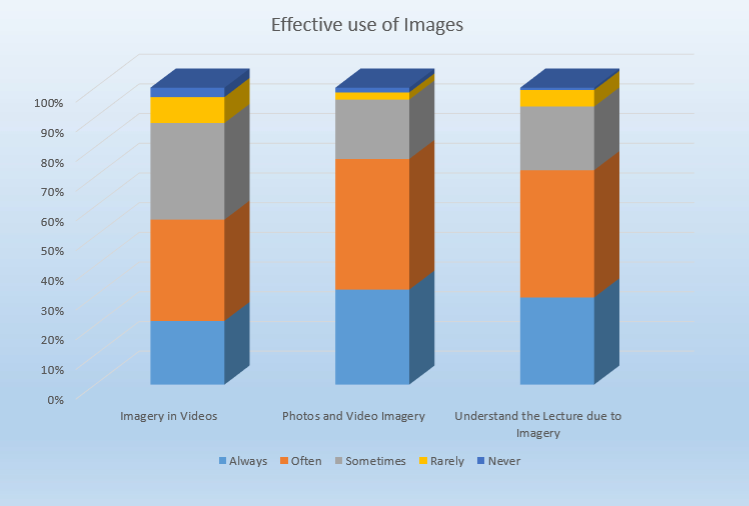 Effective use of Images
100%
90%
80%
70%
60%
50%
40%
30%
20%
10%
0%
Imagery in Videos
Photos and Video Imagery
Understand the Lecture due to
Imagery
Always Often Sometimes Rarely Never